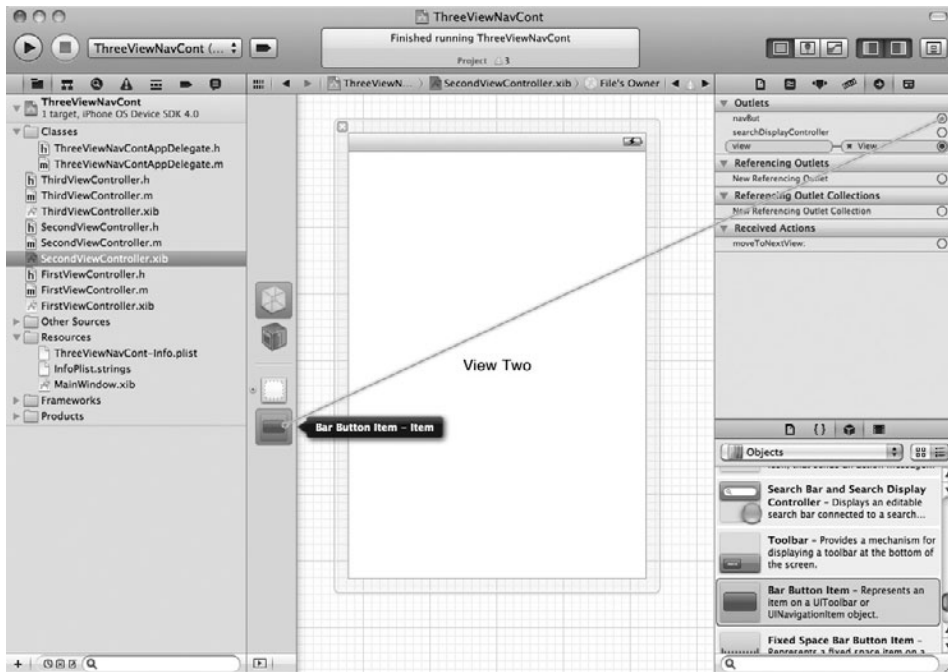 ThreeViewNavCont
ThreeViewNavCont (...
Finished running ThreeViewNavCont
Project 3
ThreeViewN...
SecondViewController.xib
File's Owner
ThreeViewNavCont
1 target, iPhone OS Device SDK 4.0
Classes
ThreeViewNavContAppDelegate.h
ThreeViewNavContAppDelegate.m
ThirdViewController.h
ThirdViewController.m
ThirdViewController.xib
SecondViewController.h
SecondViewController.m
SecondViewController.xib
FirstViewController.h
FirstViewController.m
FirstViewController.xib
Other Sources
Resources
ThreeViewNavCont-Info.plist
InfoPlist.strings
MainWindow.xib
Frameworks
Products
View Two
Bar Button Item – Item
Outlets
navBut
searchDisplayController
view
View
Referencing Outlets
New Referencing Outlet
Referencing Outlet Collections
New Referencing Outlet Collection
Received Actions
moveToNextView:
Objects
Search Bar and Search Display
Controller – Displays an editable
search bar connected to a search...
Toolbar – Provides a mechanism for
displaying a toolbar at the bottom of
the screen.
Bar Button Item – Represents an
item on a UIToolbar or
UINavigationItem object.
Fixed Space Bar Button Item –
Represents a fixed space item on a